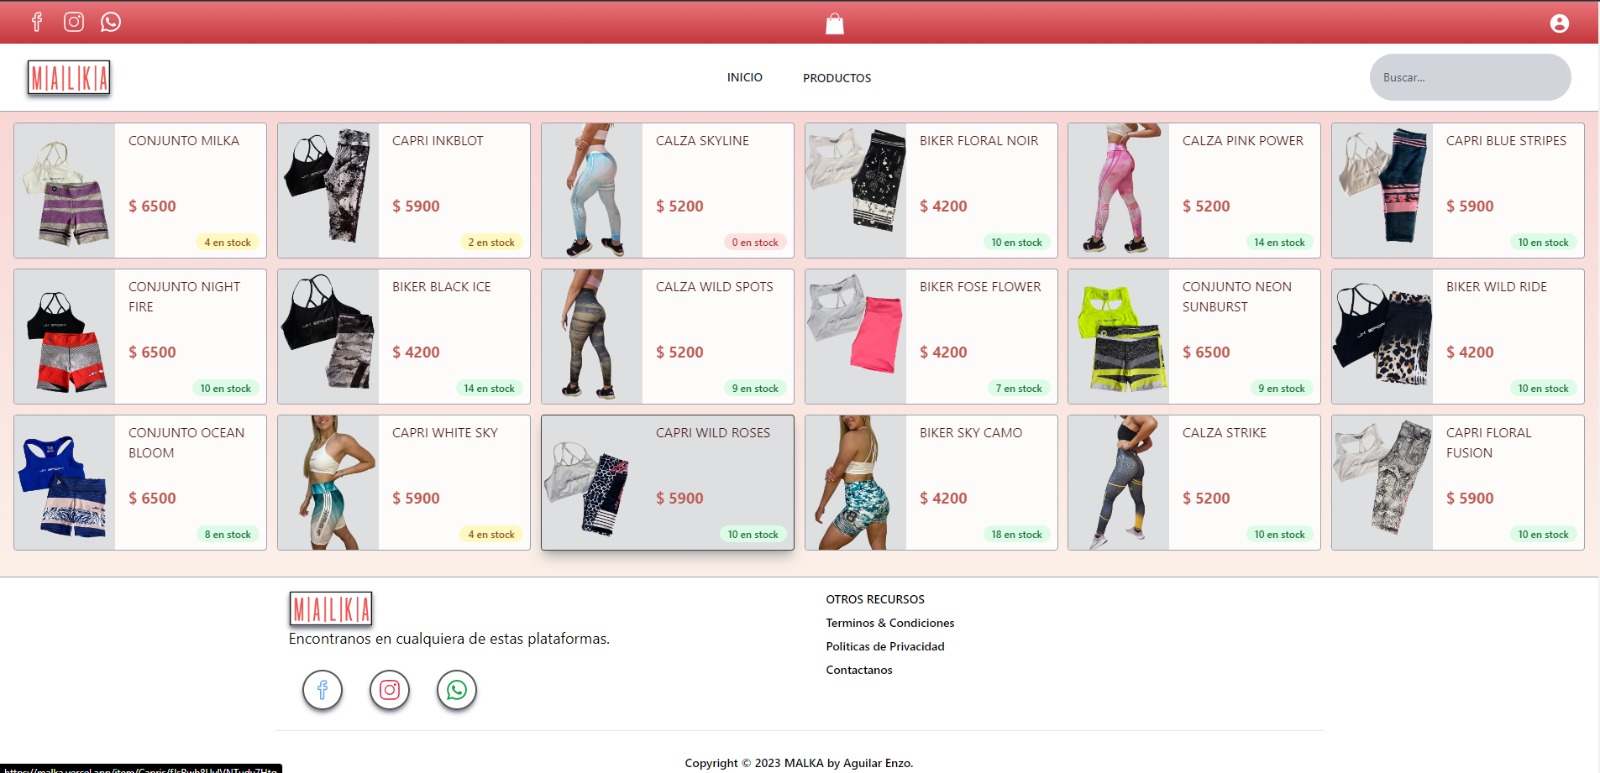 M|A|L|K|A
INICIO
PRODUCTOS
Buscar...
CONJUNTO MILKA
$ 6500
4 en stock
CAPRI INKBLOT
$ 5900
2 en stock
CALZA SKYLINE
$ 5200
0 en stock
BIKER FLORAL NOIR
$ 4200
10 en stock
CALZA PINK POWER
$ 5200
14 en stock
CAPRI BLUE STRIPES
$ 5900
10 en stock
CONJUNTO NIGHT
FIRE
$ 6500
10 en stock
BIKER BLACK ICE
$ 4200
14 en stock
CALZA WILD SPOTS
$ 5200
9 en stock
BIKER FOSE FLOWER
$ 4200
7 en stock
CONJUNTO NEON
SUNBURST
$ 6500
9 en stock
BIKER WILD RIDE
$ 4200
10 en stock
CONJUNTO OCEAN
BLOOM
$ 6500
8 en stock
CAPRI WHITE SKY
$ 5900
4 en stock
CAPRI WILD ROSES
$ 5900
10 en stock
BIKER SKY CAMO
$ 4200
18 en stock
CALZA STRIKE
$ 5200
10 en stock
CAPRI FLORAL
FUSION
$ 5900
10 en stock
M|A|L|K|A
Encontranos en cualquiera de estas plataformas.
OTROS RECURSOS
Terminos & Condiciones
Politicas de Privacidad
Contactanos
Copyright © 2023 MALKA by Aguilar Enzo.